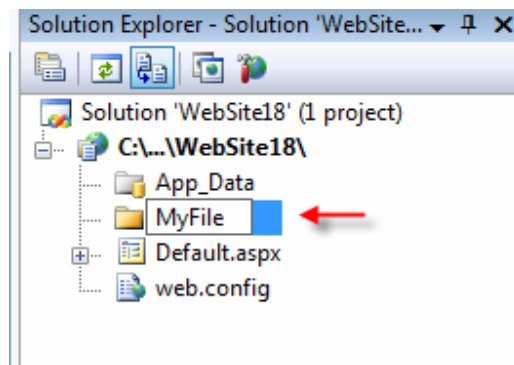 Solution Explorer - Solution 'WebSite...
Solution 'WebSite18' (1 project)
C:\...\WebSite18\
App_Data
MyFile
Default.aspx
web.config